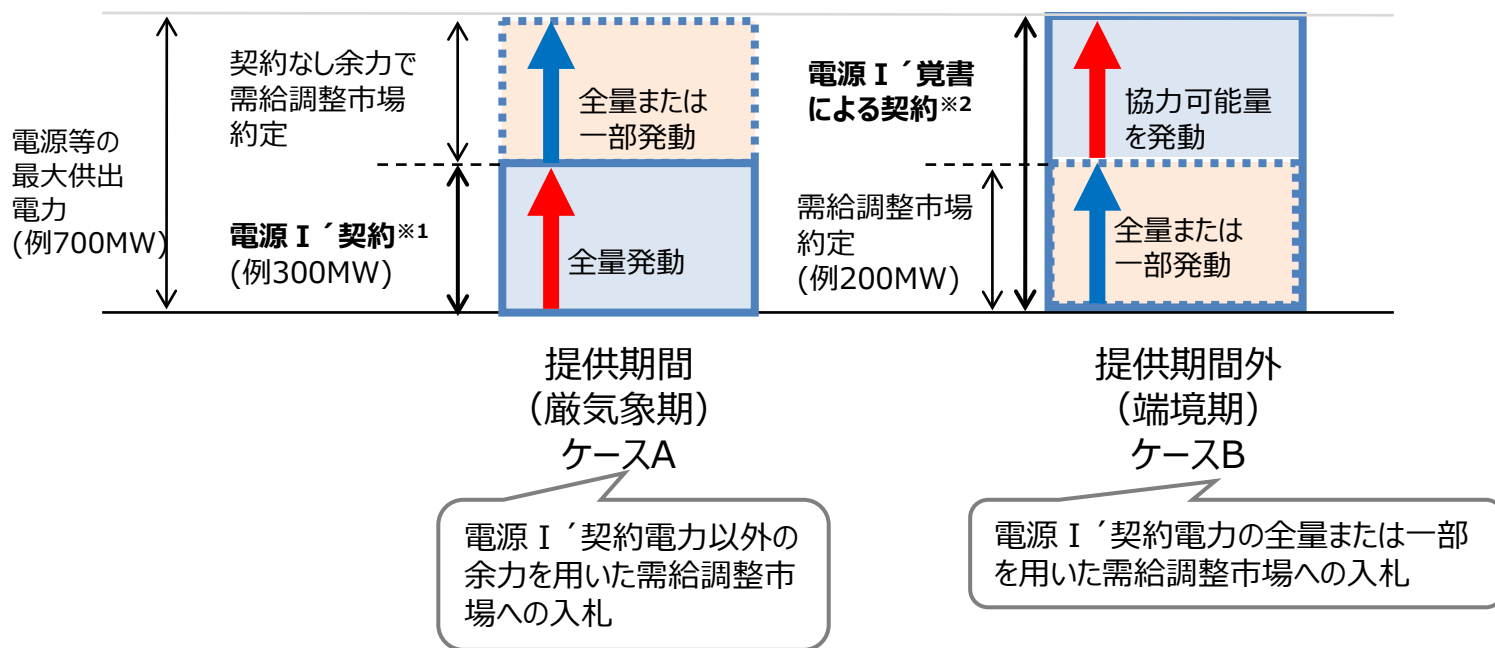 電源等の
最大供出
電力
(例700MW)
契約なし余力で
需給調整市場
約定
電源Ⅰ´契約※1
(例300MW)
全量または
一部発動
全量発動
電源Ⅰ´覚書
による契約※2
需給調整市場
約定
(例200MW)
協力可能量
を発動
全量または
一部発動
提供期間
(厳気象期)
ケースA
提供期間外
(端境期)
ケースB
電源Ⅰ´契約電力以外の
余力を用いた需給調整市
場への入札
電源Ⅰ´契約電力の全量または一部
を用いた需給調整市場への入札